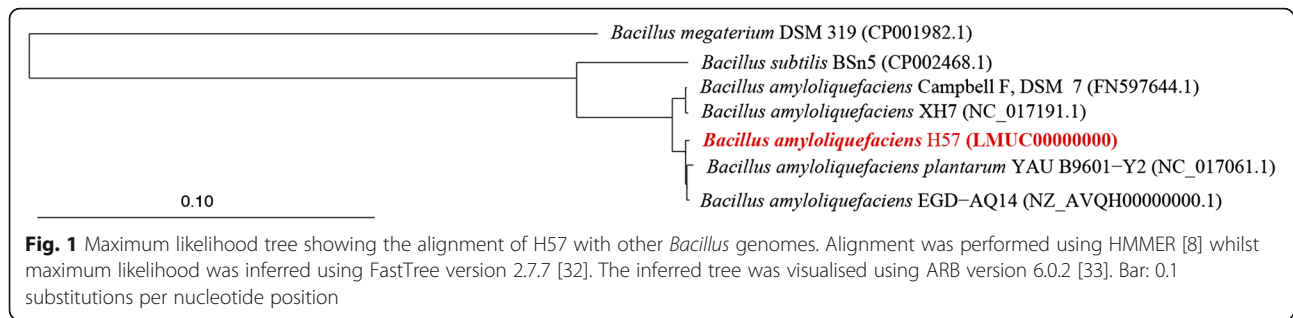 Bacillus megaterium DSM 319 (CP001982.1)
Bacillus subtilis BSn5 (CP002468.1)
Bacillus amyloliquefaciens Campbell F, DSM 7 (FN597644.1)
Bacillus amyloliquefaciens XH7 (NC_017191.1)
Bacillus amyloliquefaciens H57 (LMUC00000000)
Bacillus amyloliquefaciens plantarum YAU B9601−Y2 (NC_017061.1)
Bacillus amyloliquefaciens EGD−AQ14 (NZ_AVQH00000000.1)
0.10
Fig. 1 Maximum likelihood tree showing the alignment of H57 with other Bacillus genomes. Alignment was performed using HMMER [8] whilst
maximum likelihood was inferred using FastTree version 2.7.7 [32]. The inferred tree was visualised using ARB version 6.0.2 [33]. Bar: 0.1
substitutions per nucleotide position